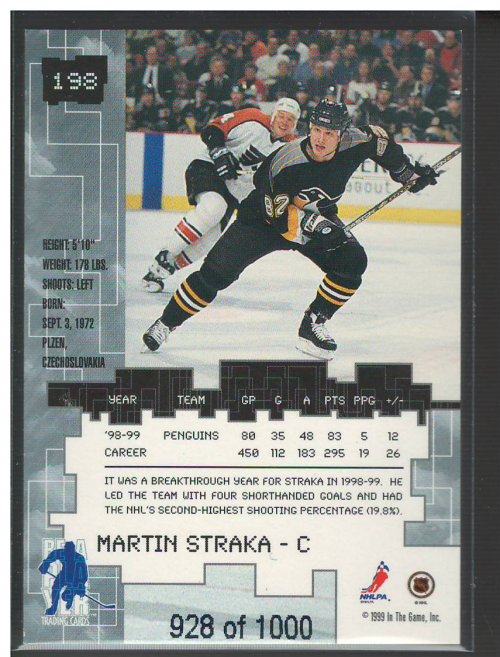 198
82
HEIGHT: 5'10"
WEIGHT: 178 LBS.
SHOOTS: LEFT
BORN:
SEPT. 3, 1972
PLZEN,
CZECHOSLOVAKIA
YEAR TEAM GP G A PTS PPG +/-
'98-99 PENGUINS 80 35 48 83 5 12
CAREER 450 112 183 295 19 26
IT WAS A BREAKTHROUGH YEAR FOR STRAKA IN 1998-99. HE
LED THE TEAM WITH FOUR SHORTHANDED GOALS AND HAD
THE NHL'S SECOND-HIGHEST SHOOTING PERCENTAGE (19.8%).
MARTIN STRAKA - C
BE A
PLAYER
TRADING CARDS
NHLPA
© NHL
© 1999 In The Game, Inc.
928 of 1000